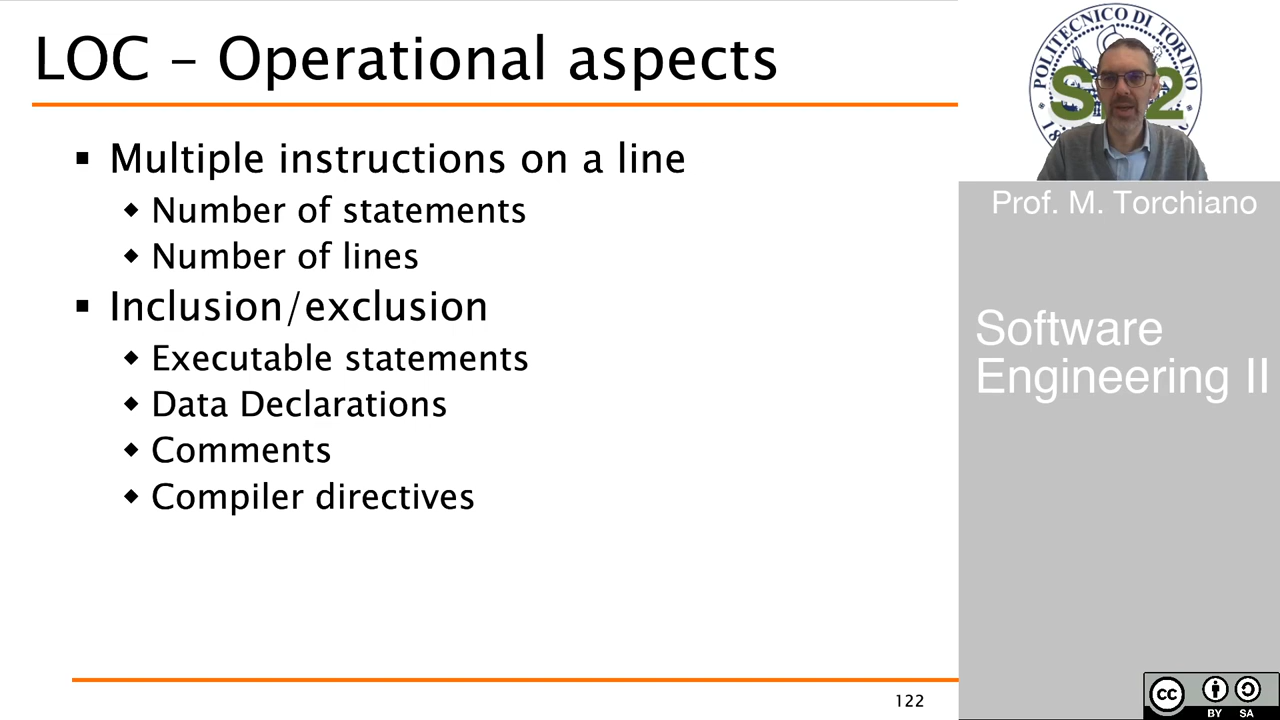 LOC – Operational aspects
▪ Multiple instructions on a line
◆ Number of statements
◆ Number of lines
▪ Inclusion/exclusion
◆ Executable statements
◆ Data Declarations
◆ Comments
◆ Compiler directives
122
POLITECNICO DI TORINO
Prof. M. Torchiano
Software
Engineering II
cc
BY SA